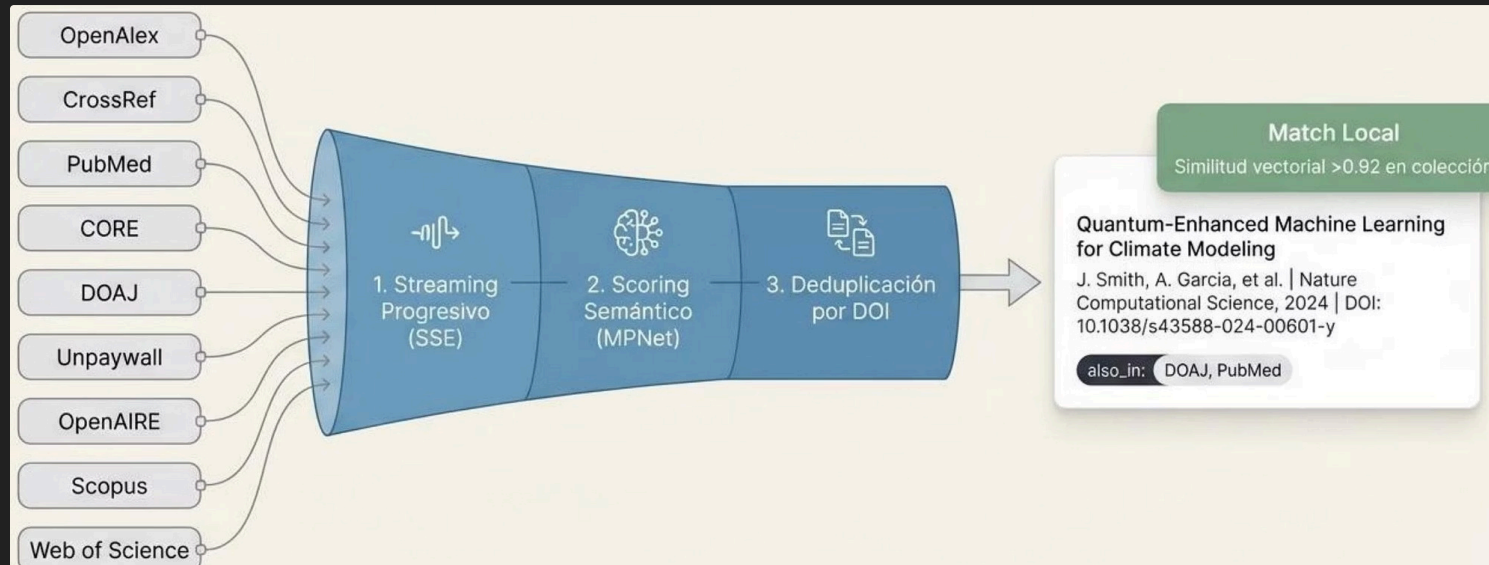 OpenAlex
CrossRef
PubMed
CORE
DOAJ
Unpaywall
OpenAIRE
Scopus
Web of Science
1. Streaming
Progresivo
(SSE)
2. Scoring
Semántico
(MPNet)
3. Deduplicación
por DOI
Match Local
Similitud vectorial >0.92 en colección
Quantum-Enhanced Machine Learning
for Climate Modeling
J. Smith, A. Garcia, et al. | Nature
Computational Science, 2024 | DOI:
10.1038/s43588-024-00601-y
also_in: DOAJ, PubMed